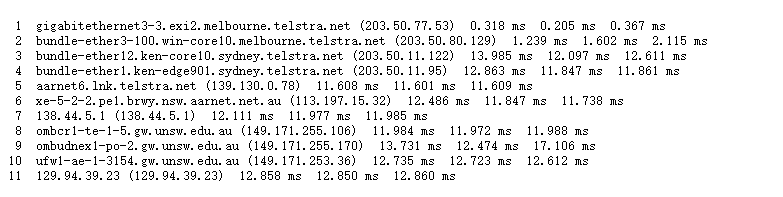 1 gigabitethernet3-3.exi2.melbourne.telstra.net (203.50.77.53) 0.318 ms 0.205 ms 0.367 ms
2 bundle-ether3-100.win-core10.melbourne.telstra.net (203.50.80.129) 1.239 ms 1.602 ms 2.115 ms
3 bundle-ether12.ken-core10.sydney.telstra.net (203.50.11.122) 13.985 ms 12.097 ms 12.611 ms
4 bundle-ether1.ken-edge901.sydney.telstra.net (203.50.11.95) 12.863 ms 11.847 ms 11.861 ms
5 aarnet6.lnk.telstra.net (139.130.0.78) 11.608 ms 11.601 ms 11.609 ms
6 xe-5-2-2.pe1.brwy.nsw.aarnet.net.au (113.197.15.32) 12.486 ms 11.847 ms 11.738 ms
7 138.44.5.1 (138.44.5.1) 12.111 ms 11.977 ms 11.985 ms
8 ombcr1-te-1-5.gw.unsw.edu.au (149.171.255.106) 11.984 ms 11.972 ms 11.988 ms
9 ombudnex1-po-2.gw.unsw.edu.au (149.171.255.170) 13.731 ms 12.474 ms 17.106 ms
10 ufw1-ae-1-3154.gw.unsw.edu.au (149.171.253.36) 12.735 ms 12.723 ms 12.612 ms
11 129.94.39.23 (129.94.39.23) 12.858 ms 12.850 ms 12.860 ms